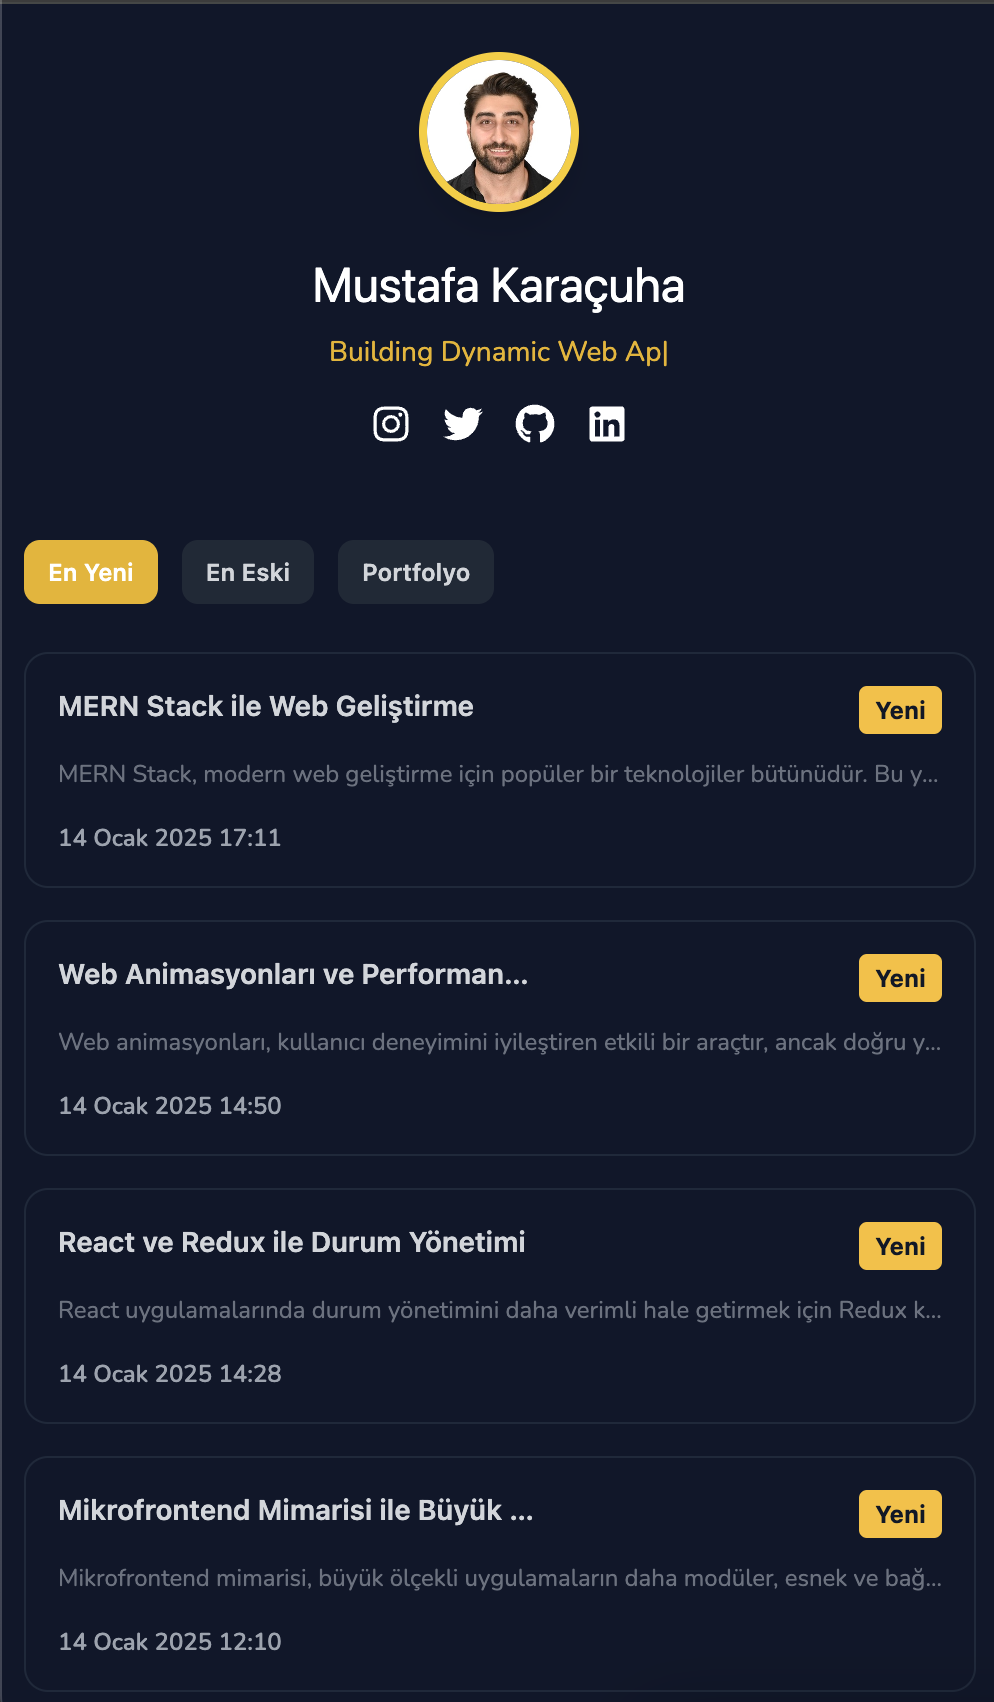 Mustafa Karaçuha
Building Dynamic Web Ap|
En Yeni
En Eski
Portfolyo
MERN Stack ile Web Geliştirme
Yeni
MERN Stack, modern web geliştirme için popüler bir teknolojiler bütünüdür. Bu y...
14 Ocak 2025 17:11
Web Animasyonları ve Performan...
Yeni
Web animasyonları, kullanıcı deneyimini iyileştiren etkili bir araçtır, ancak doğru y...
14 Ocak 2025 14:50
React ve Redux ile Durum Yönetimi
Yeni
React uygulamalarında durum yönetimini daha verimli hale getirmek için Redux k...
14 Ocak 2025 14:28
Mikrofrontend Mimarisi ile Büyük ...
Yeni
Mikrofrontend mimarisi, büyük ölçekli uygulamaların daha modüler, esnek ve bağ...
14 Ocak 2025 12:10